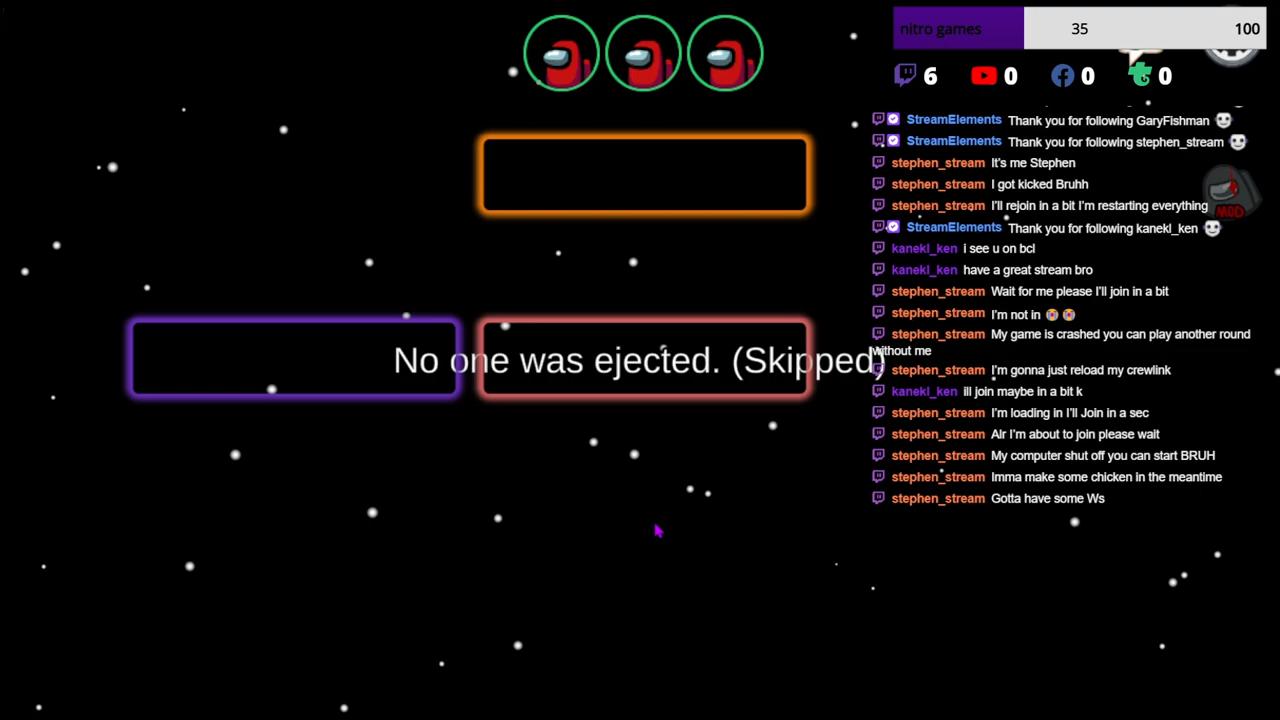 nitro games 35 100
6 0 0 0
StreamElements Thank you for following GaryFishman
StreamElements Thank you for following stephen_stream
stephen_stream It's me Stephen
stephen_stream I got kicked Bruhh
stephen_stream I'll rejoin in a bit I'm restarting everything
MOD
StreamElements Thank you for following kanekl_ken
kanekl_ken i see u on bcl
kanekl_ken have a great stream bro
stephen_stream Wait for me please I'll join in a bit
stephen_stream I'm not in 😭 😭
stephen_stream My game is crashed you can play another round
without me
No one was ejected. (Skipped)
stephen_stream I'm gonna just reload my crewlink
kanekl_ken ill join maybe in a bit k
stephen_stream I'm loading in I'll Join in a sec
stephen_stream Alr I'm about to join please wait
stephen_stream My computer shut off you can start BRUH
stephen_stream Imma make some chicken in the meantime
stephen_stream Gotta have some Ws